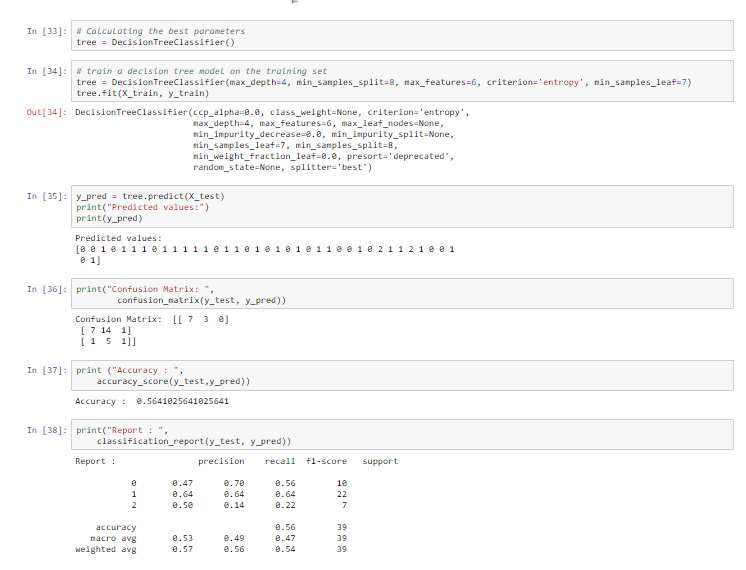 In [33]: # Calculating the best parameters
tree = DecisionTreeClassifier()
In [34]: # train a decision tree model on the training set
tree = DecisionTreeClassifier(max_depth=4, min_samples_split=8, max_features=6, criterion='entropy', min_samples_leaf=7)
tree.fit(X_train, y_train)
Out[34]: DecisionTreeClassifier(ccp_alpha=0.0, class_weight=None, criterion='entropy',
max_depth=4, max_features=6, max_leaf_nodes=None,
min_impurity_decrease=0.0, min_impurity_split=None,
min_samples_leaf=7, min_samples_split=8,
min_weight_fraction_leaf=0.0, presort='deprecated',
random_state=None, splitter='best')
In [35]: y_pred = tree.predict(X_test)
print("Predicted values:")
print(y_pred)
Predicted values:
[0 0 1 0 1 1 1 0 1 1 1 1 1 0 1 1 0 1 0 1 0 1 0 1 1 0 0 1 0 2 1 1 2 1 0 0 1
0 1]
In [36]: print("Confusion Matrix: ",
confusion_matrix(y_test, y_pred))
Confusion Matrix:  [[ 7  3  0]
[ 7 14  1]
[ 1  5  1]]
In [37]: print ("Accuracy : ",
accuracy_score(y_test,y_pred))
Accuracy :  0.5641025641025641
In [38]: print("Report : ",
classification_report(y_test, y_pred))
Report :                precision    recall  f1-score   support
0       0.47      0.70      0.56        10
1       0.64      0.64      0.64        22
2       0.50      0.14      0.22         7
accuracy                           0.56        39
macro avg       0.53      0.49      0.47        39
weighted avg       0.57      0.56      0.54        39